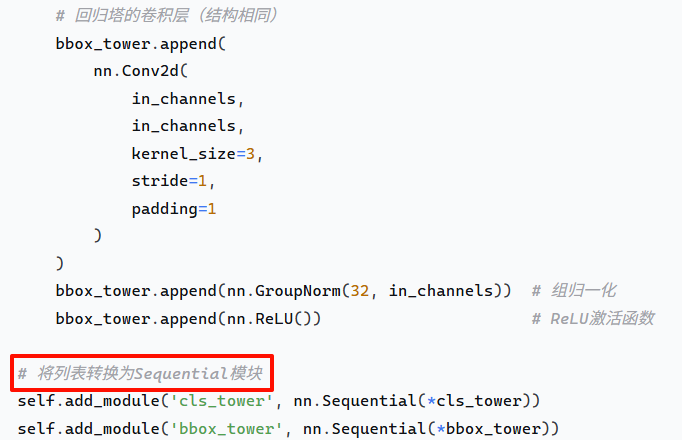 # 回归塔的卷积层（结构相同）
bbox_tower.append(
nn.Conv2d(
in_channels,
in_channels,
kernel_size=3,
stride=1,
padding=1
)
)
bbox_tower.append(nn.GroupNorm(32, in_channels))  # 组归一化
bbox_tower.append(nn.ReLU())  # ReLU激活函数
# 将列表转换为Sequential模块
self.add_module('cls_tower', nn.Sequential(*cls_tower))
self.add_module('bbox_tower', nn.Sequential(*bbox_tower))